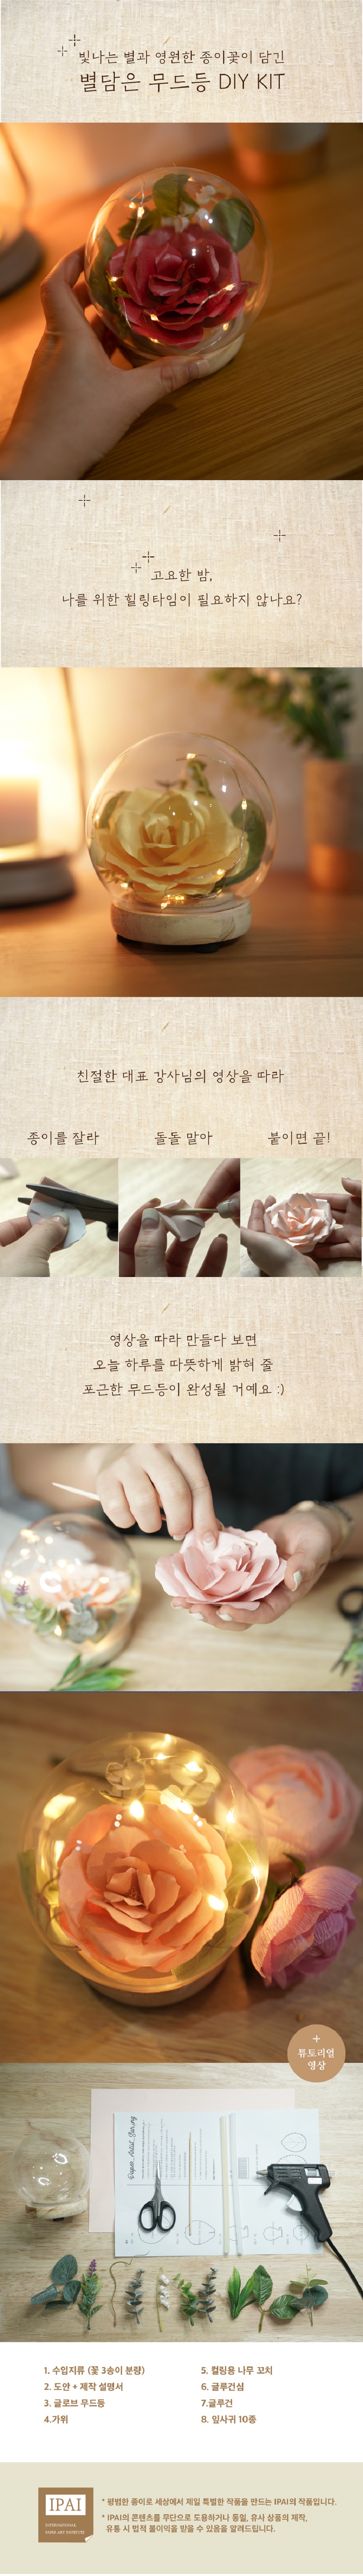 빛나는 별과 영원한 종이꽃이 담긴
별담은 무드등 DIY KIT
고요한 밤,
나를 위한 힐링타임이 필요하지 않나요?
친절한 대표 강사님의 영상을 따라
종이를 잘라
돌돌 말아
붙이면 끝!
영상을 따라 만들다 보면
오늘 하루를 따뜻하게 밝혀 줄
포근한 무드등이 완성될 거예요 :)
+
튜토리얼
영상
1. 수입지류 (꽃 3송이 분량)
2. 도안 + 제작 설명서
3. 글로브 무드등
4.가위
5. 컬링용 나무 꼬치
6. 글루건심
7.글루건
8. 잎사귀 10종
IPAI
INTERNATIONAL
PAPER ART INSTITUTE
* 평범한 종이로 세상에서 제일 특별한 작품을 만드는 IPAI의 작품입니다.
* IPAI의 콘텐츠를 무단으로 도용하거나 동일, 유사 상품의 제작,
유통 시 법적 불이익을 받을 수 있음을 알려드립니다.